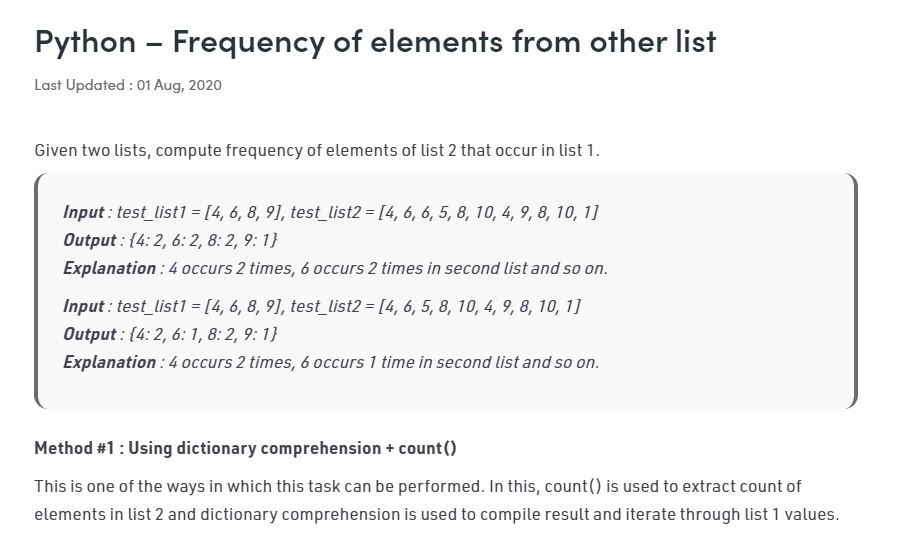 Python – Frequency of elements from other list
Last Updated : 01 Aug, 2020
Given two lists, compute frequency of elements of list 2 that occur in list 1.
Input : test_list1 = [4, 6, 8, 9], test_list2 = [4, 6, 6, 5, 8, 10, 4, 9, 8, 10, 1]
Output : {4: 2, 6: 2, 8: 2, 9: 1}
Explanation : 4 occurs 2 times, 6 occurs 2 times in second list and so on.
Input : test_list1 = [4, 6, 8, 9], test_list2 = [4, 6, 5, 8, 10, 4, 9, 8, 10, 1]
Output : {4: 2, 6: 1, 8: 2, 9: 1}
Explanation : 4 occurs 2 times, 6 occurs 1 time in second list and so on.
Method #1 : Using dictionary comprehension + count()
This is one of the ways in which this task can be performed. In this, count() is used to extract count of
elements in list 2 and dictionary comprehension is used to compile result and iterate through list 1 values.